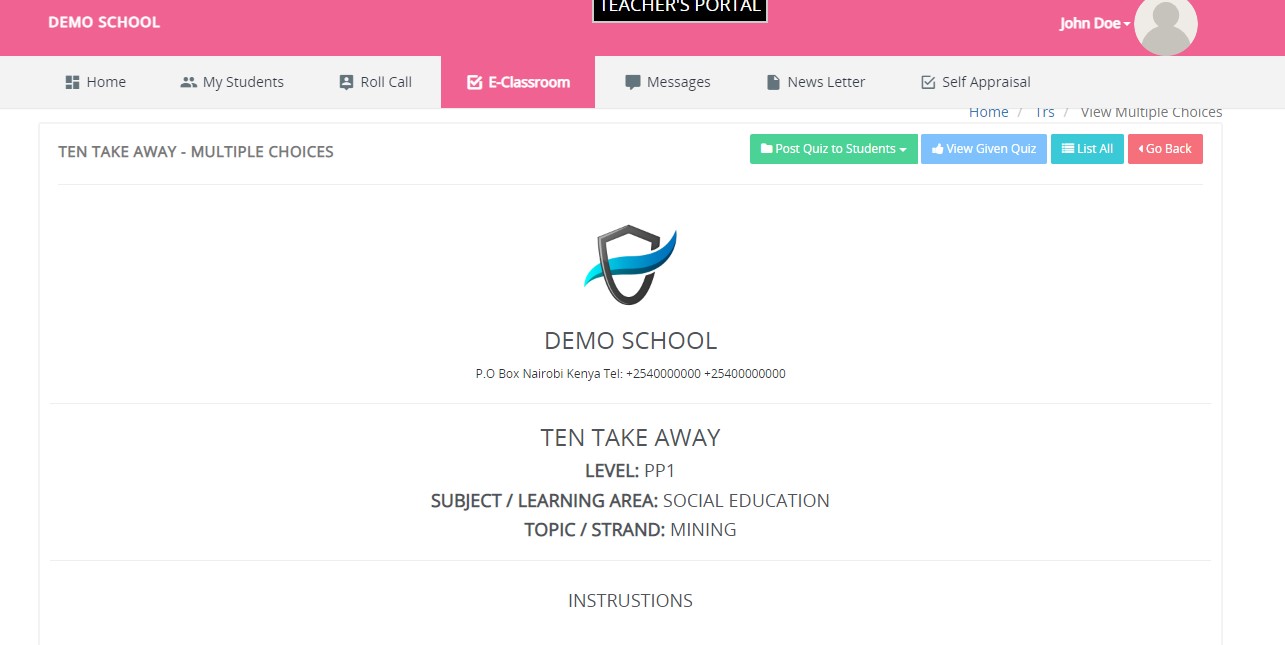 DEMO SCHOOL
TEACHER'S PORTAL
John Doe
Home
My Students
Roll Call
E-Classroom
Messages
News Letter
Self Appraisal
Home / Trs / View Multiple Choices
TEN TAKE AWAY - MULTIPLE CHOICES
Post Quiz to Students
View Given Quiz
List All
Go Back
DEMO SCHOOL
P.O Box Nairobi Kenya Tel: +2540000000 +25400000000
TEN TAKE AWAY
LEVEL: PP1
SUBJECT / LEARNING AREA: SOCIAL EDUCATION
TOPIC / STRAND: MINING
INSTRUSTIONS